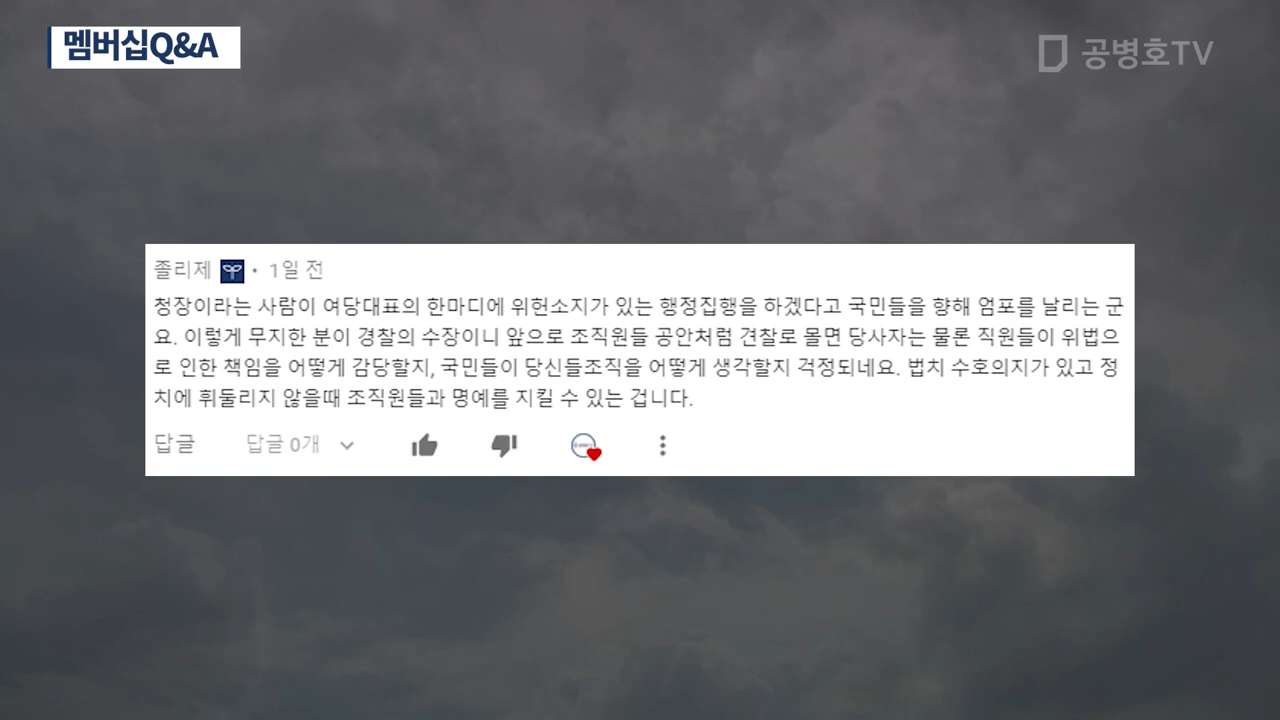 멤버십Q&A
공병호TV
졸리제 · 1일 전
청장이라는 사람이 여당대표의 한마디에 위헌소지가 있는 행정집행을 하겠다고 국민들을 향해 엄포를 날리는 군
요. 이렇게 무지한 분이 경찰의 수장이니 앞으로 조직원들 공안처럼 견찰로 몰면 당사자는 물론 직원들이 위법으
로 인한 책임을 어떻게 감당할지, 국민들이 당신들조직을 어떻게 생각할지 걱정되네요. 법치 수호의지가 있고 정
치에 휘둘리지 않을때 조직원들과 명예를 지킬 수 있는 겁니다.
답글 답글 0개